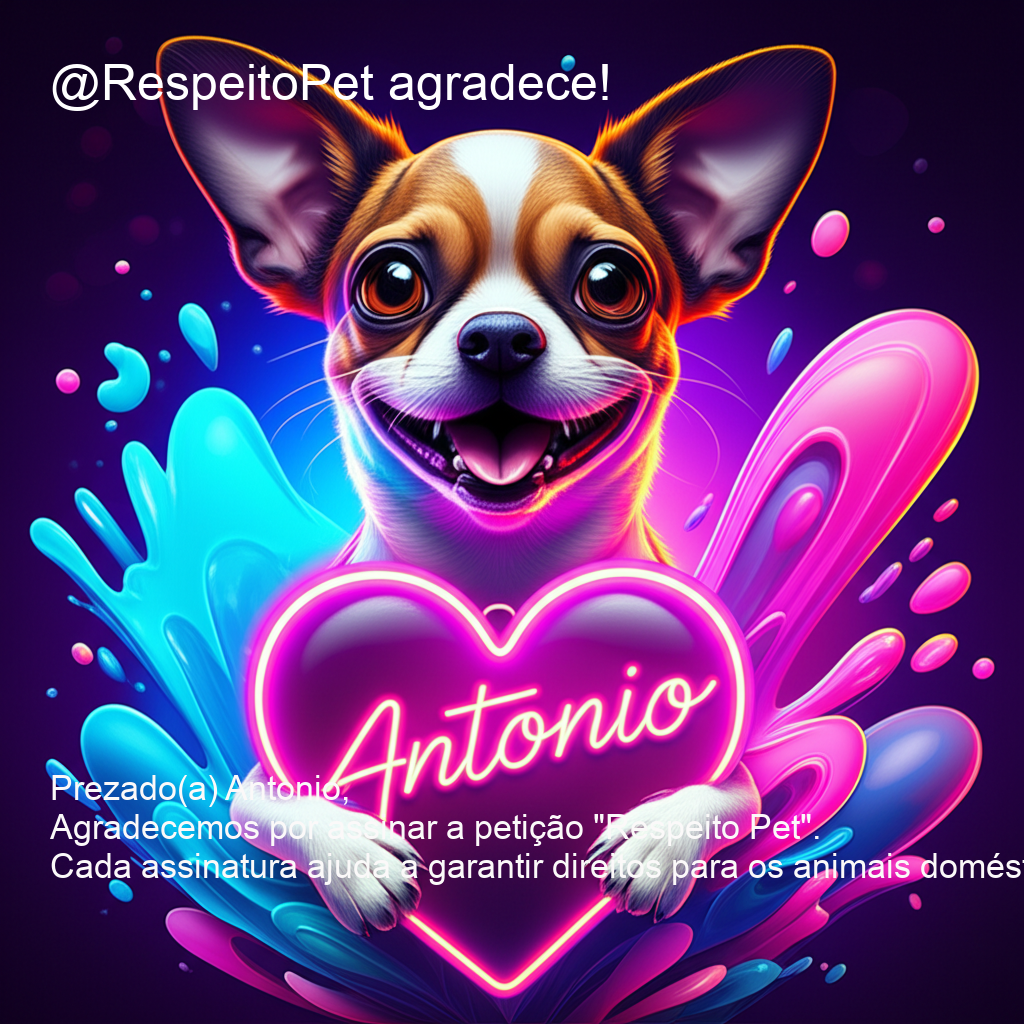 @RespeitoPet agradece!
Antonio
Prezado(a) Antonio,
Agradecemos por assinar a petição "Respeito Pet".
Cada assinatura ajuda a garantir direitos para os animais domés